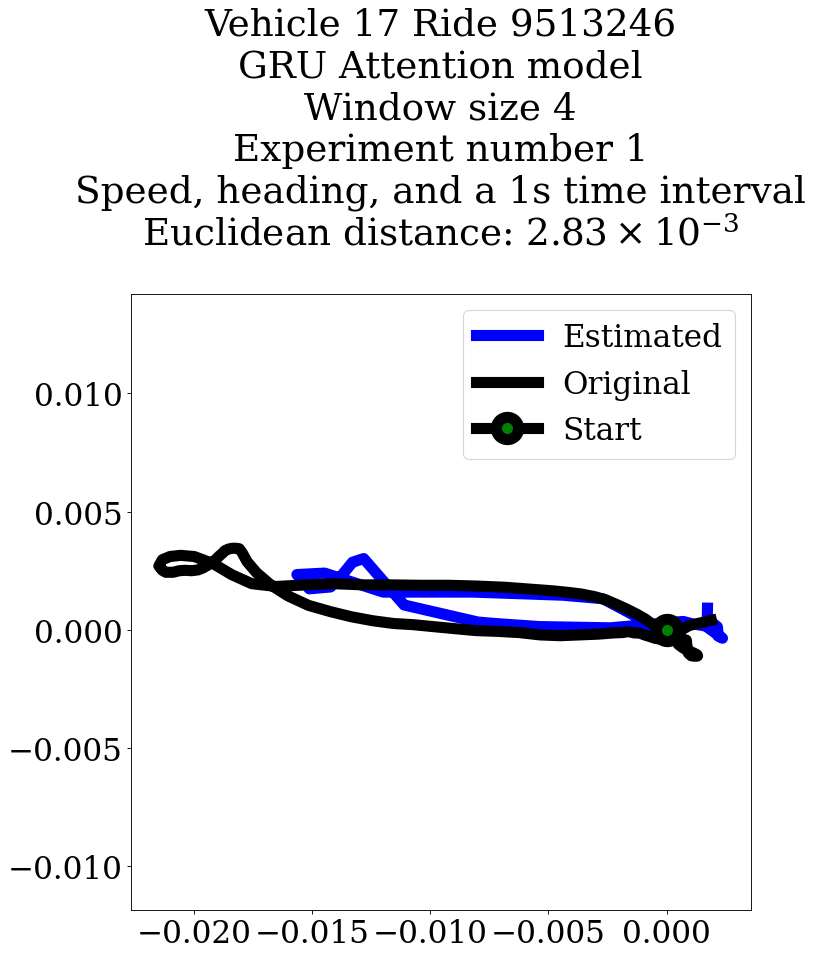 Vehicle 17 Ride 9513246
GRU Attention model
Window size 4
Experiment number 1
Speed, heading, and a 1s time interval
Euclidean distance: 2.83 × 10⁻³
Estimated
Original
Start
0.010
0.005
0.000
−0.005
−0.010
−0.020 −0.015 −0.010 −0.005 0.000